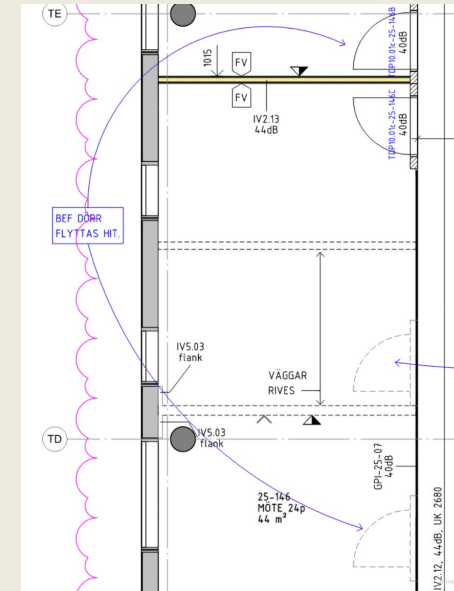 TE
1015
FV
FV
IV2.13
44dB
TDP10.01c-25-146B
40dB
TDP10.01c-25-146C
40dB
BEF DÖRR
FLYTTAS HIT.
IV5.03
flank
VÄGGAR
RIVES
TD
IV5.03
flank
GPI-25-07
40dB
25-146
MÖTE 24p
44 m²
IV2.12, 44dB, UK 2680